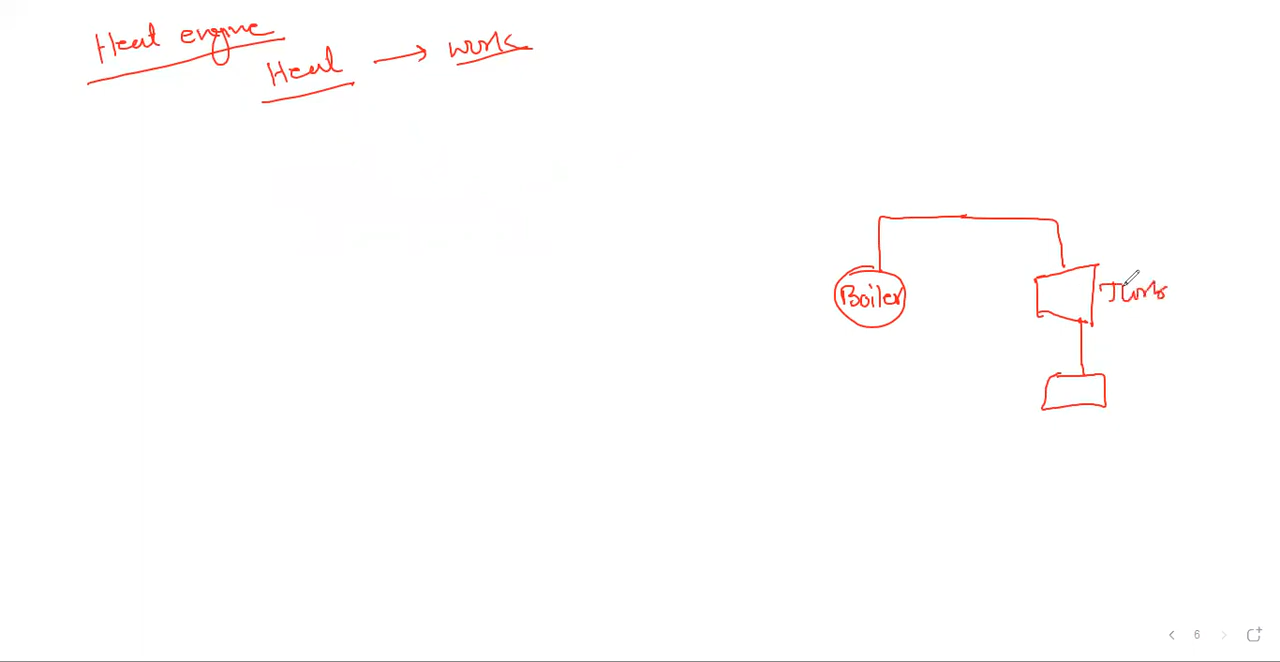 Heat engine
Heat → work
Boiler
Turb
6